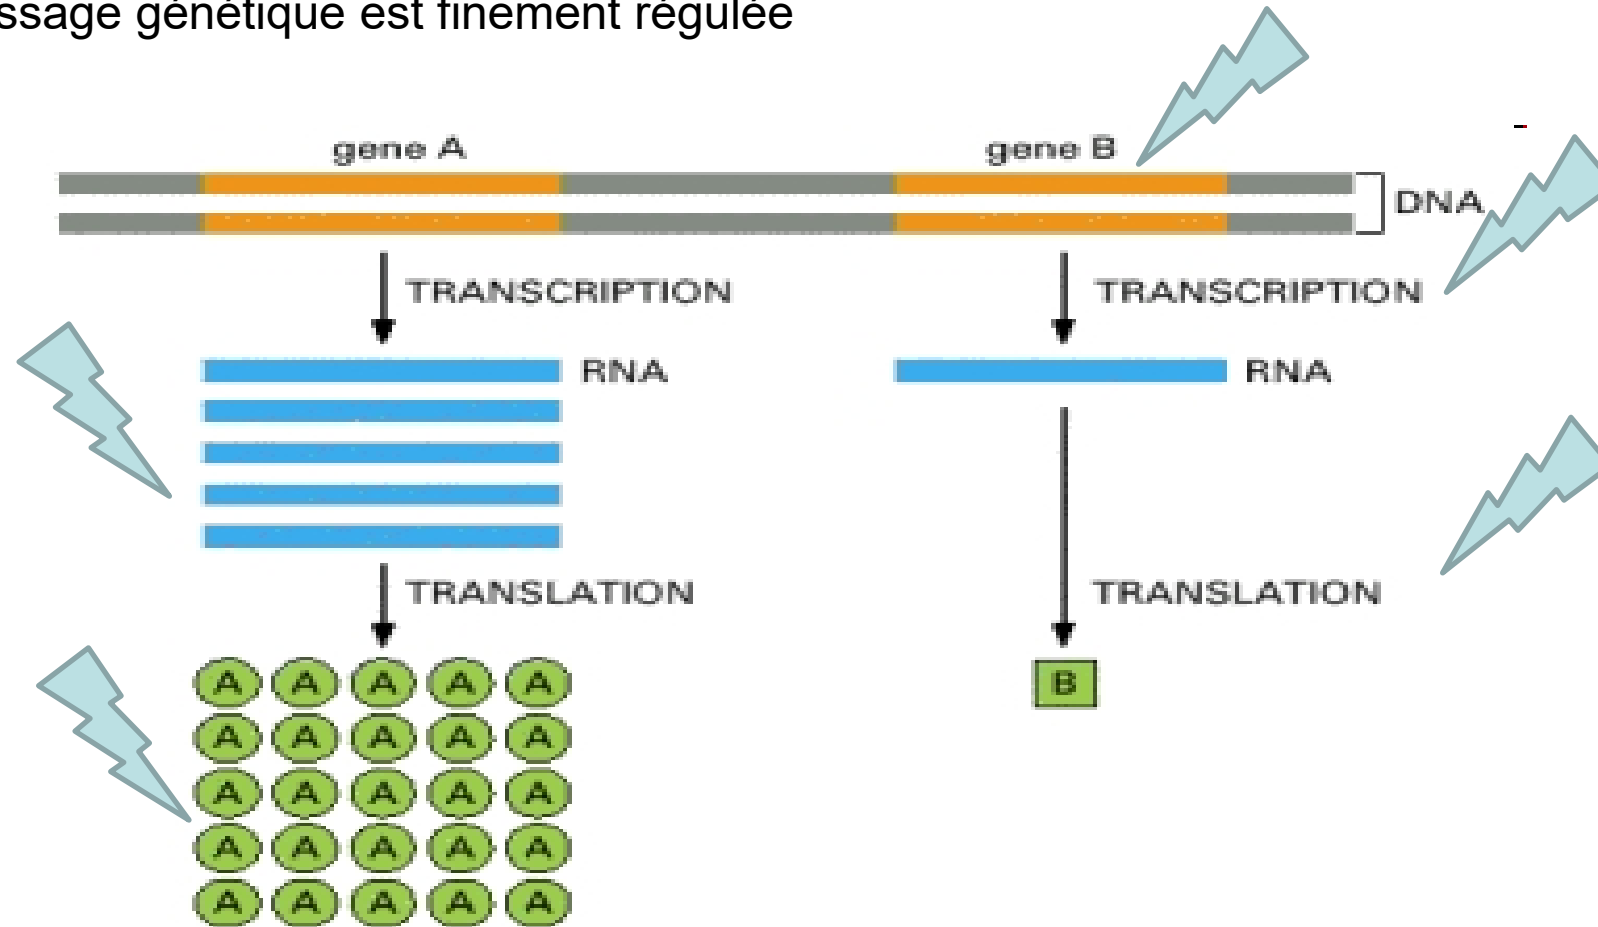 ssage génétique est finement régulée
gene A
gene B
DNA
TRANSCRIPTION
TRANSCRIPTION
RNA
RNA
TRANSLATION
TRANSLATION
A A A A A
B
A A A A A
A A A A A
A A A A A
A A A A A